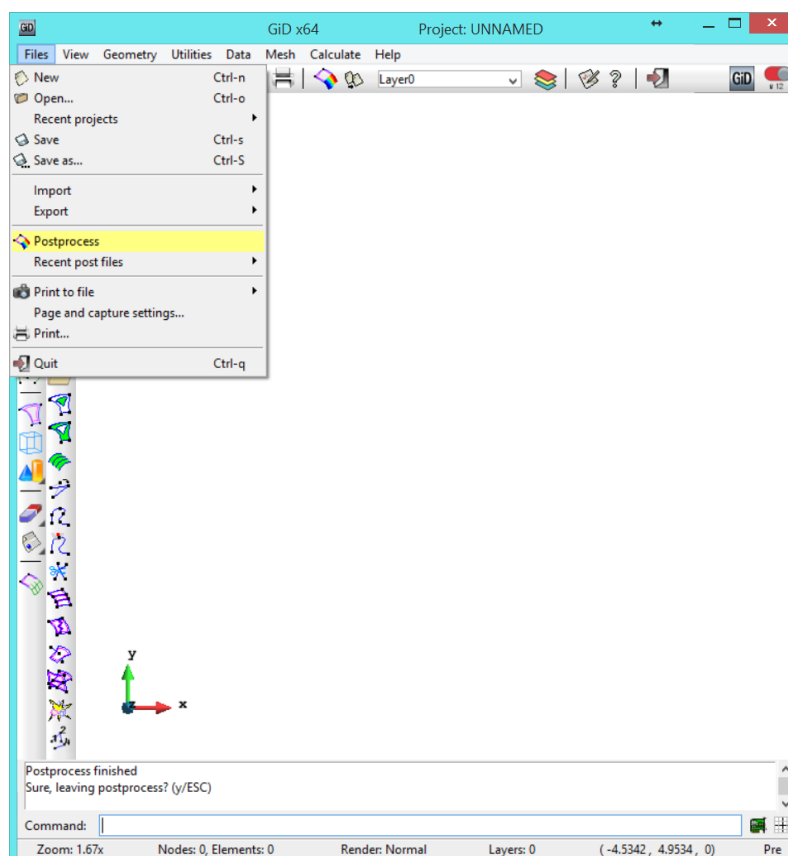 GiD GiD x64 Project: UNNAMED
Files View Geometry Utilities Data Mesh Calculate Help
New Ctrl-n
Layer0
GiD
v 12
Open... Ctrl-o
Recent projects
Save Ctrl-s
Save as... Ctrl-S
Import
Export
Postprocess
Recent post files
Print to file
Page and capture settings...
Print...
Quit Ctrl-q
y
x
Postprocess finished
Sure, leaving postprocess? (y/ESC)
Command:
Zoom: 1.67x Nodes: 0, Elements: 0 Render: Normal Layers: 0 ( -4.5342 , 4.9534 , 0) Pre